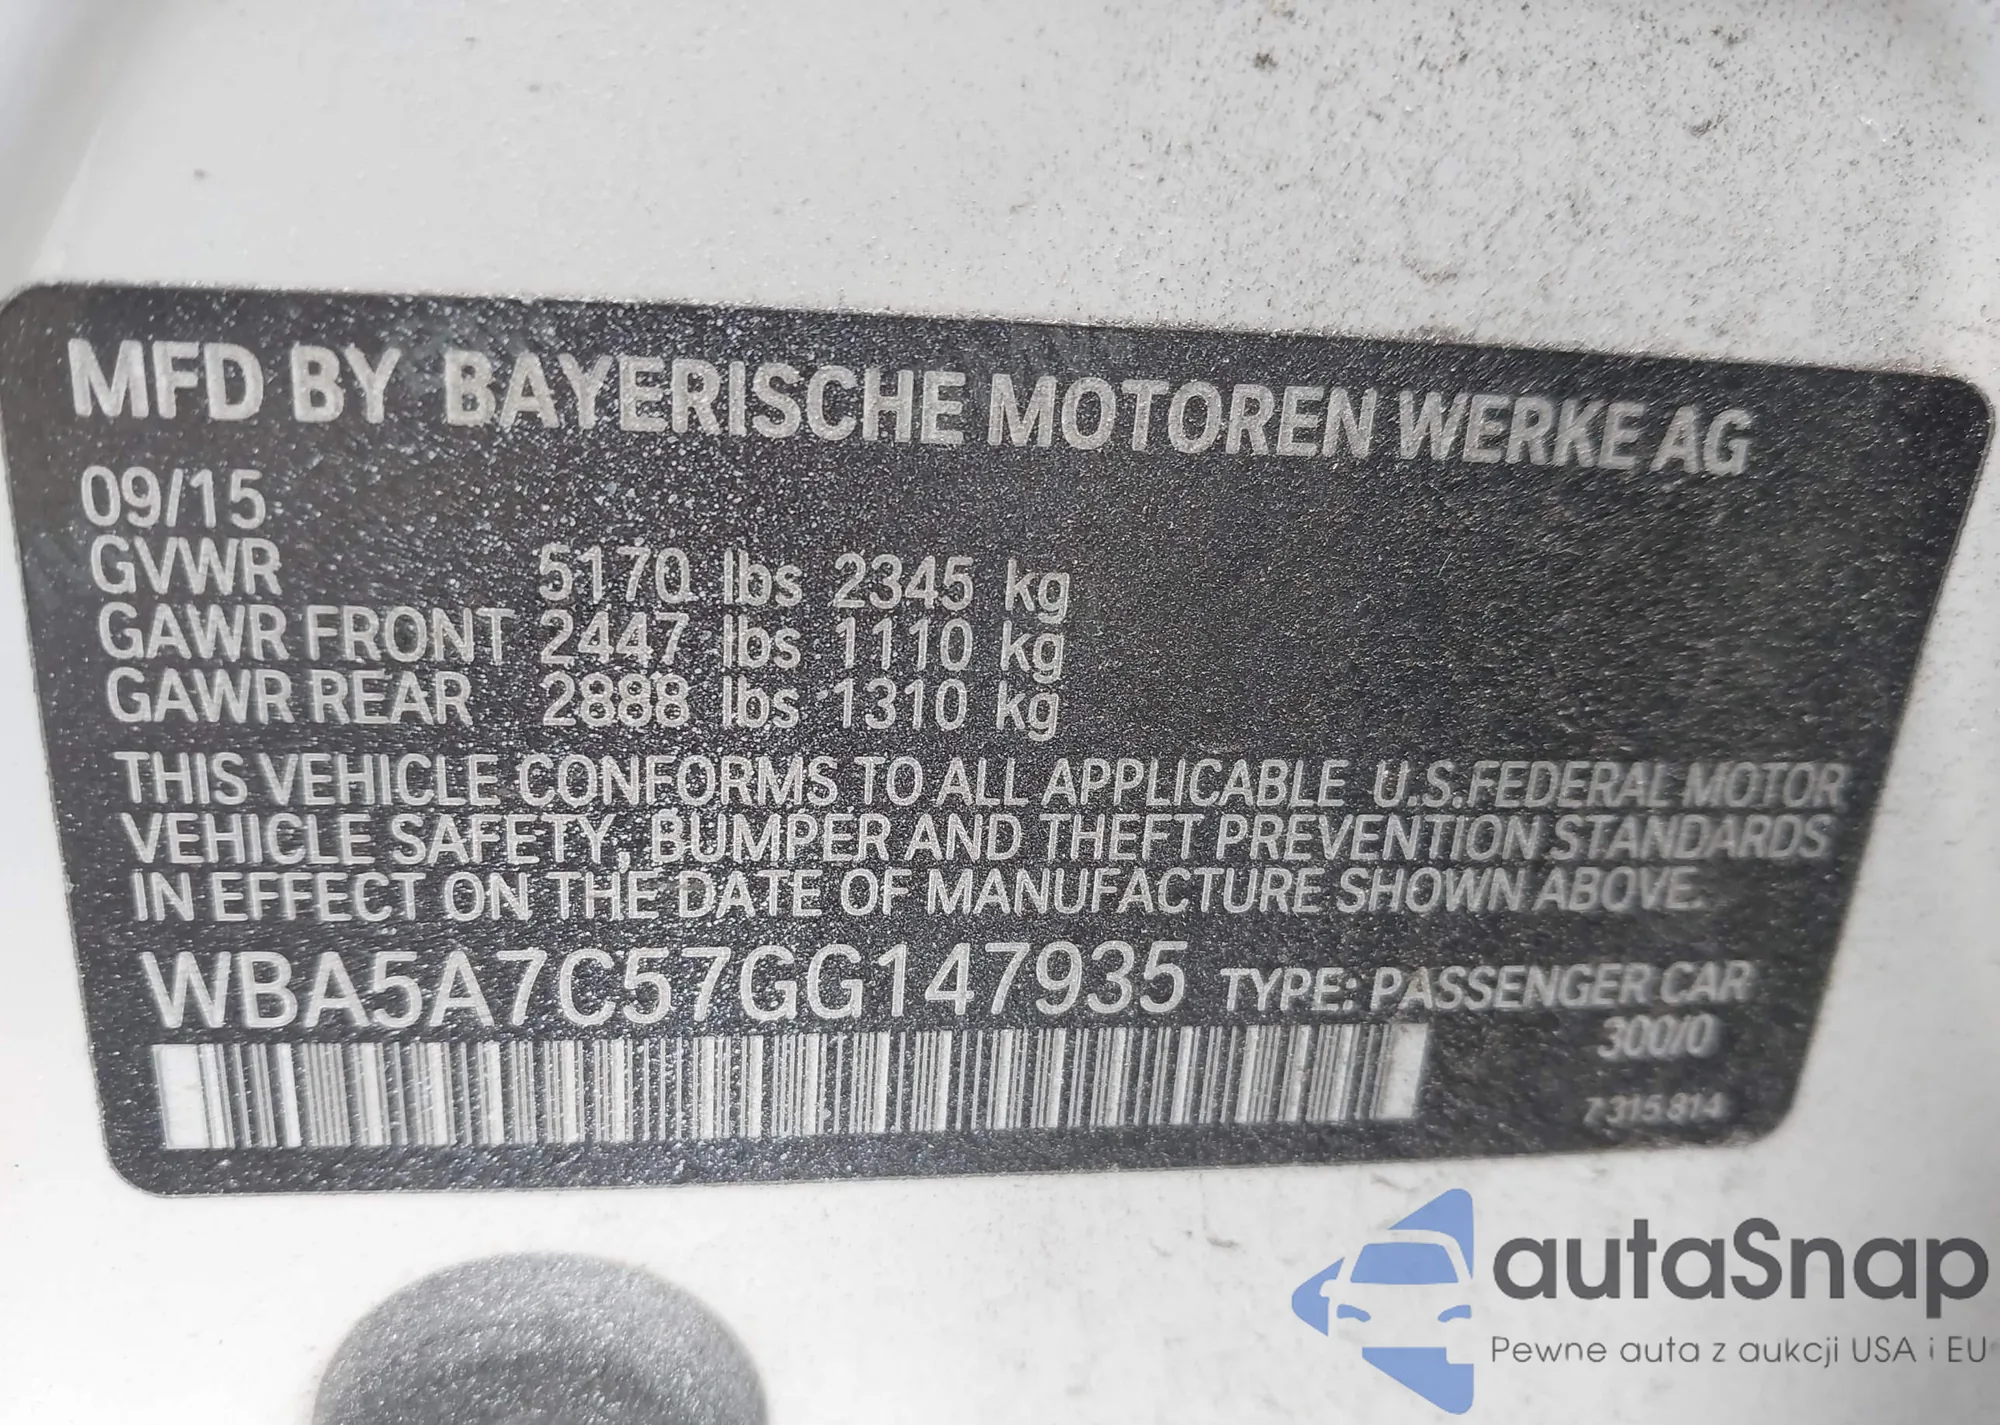 MFD BY BAYERISCHE MOTOREN WERKE AG
09/15
GVWR 5170 lbs 2345 kg
GAWR FRONT 2447 lbs 1110 kg
GAWR REAR 2888 lbs 1310 kg
THIS VEHICLE CONFORMS TO ALL APPLICABLE U.S.FEDERAL MOTOR
VEHICLE SAFETY, BUMPER AND THEFT PREVENTION STANDARDS
IN EFFECT ON THE DATE OF MANUFACTURE SHOWN ABOVE.
WBA5A7C57GG147935 TYPE: PASSENGER CAR
300/0
7 315 814
autaSnap
Pewne auta z aukcji USA i EU